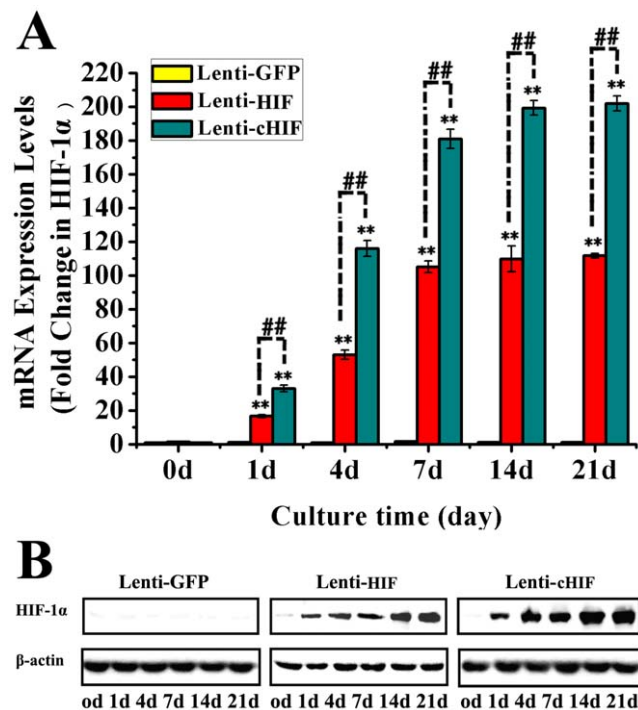 A
Lenti-GFP
Lenti-HIF
Lenti-cHIF
mRNA Expression Levels
(Fold Change in HIF-1α)
220
200
180
160
140
120
100
80
60
40
20
0
## ## ## ## ##
** ** ** ** ** ** ** ** ** **
0d 1d 4d 7d 14d 21d
Culture time (day)
B
Lenti-GFP Lenti-HIF Lenti-cHIF
HIF-1α
β-actin
od 1d 4d 7d 14d 21d od 1d 4d 7d 14d 21d od 1d 4d 7d 14d 21d